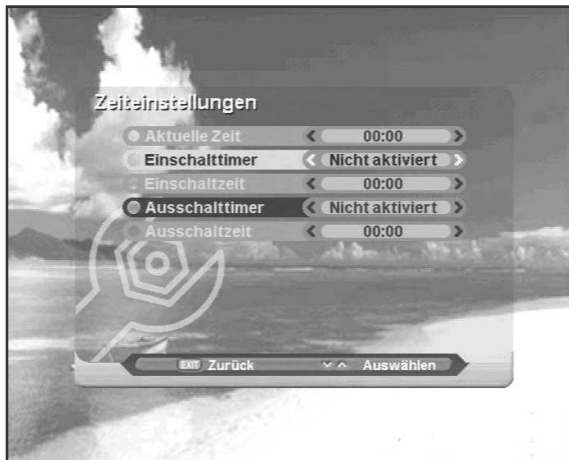 Zeiteinstellungen
Aktuelle Zeit 00:00
Einschalttimer Nicht aktiviert
Einschaltzeit 00:00
Ausschalttimer Nicht aktiviert
Ausschaltzeit 00:00
EXIT Zurück Auswählen